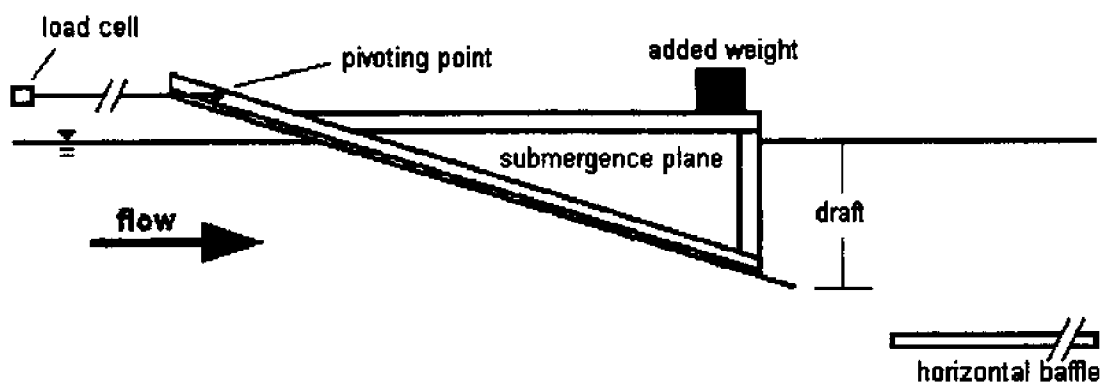 load cell
pivoting point
added weight
submergence plane
flow
draft
horizontal baffle